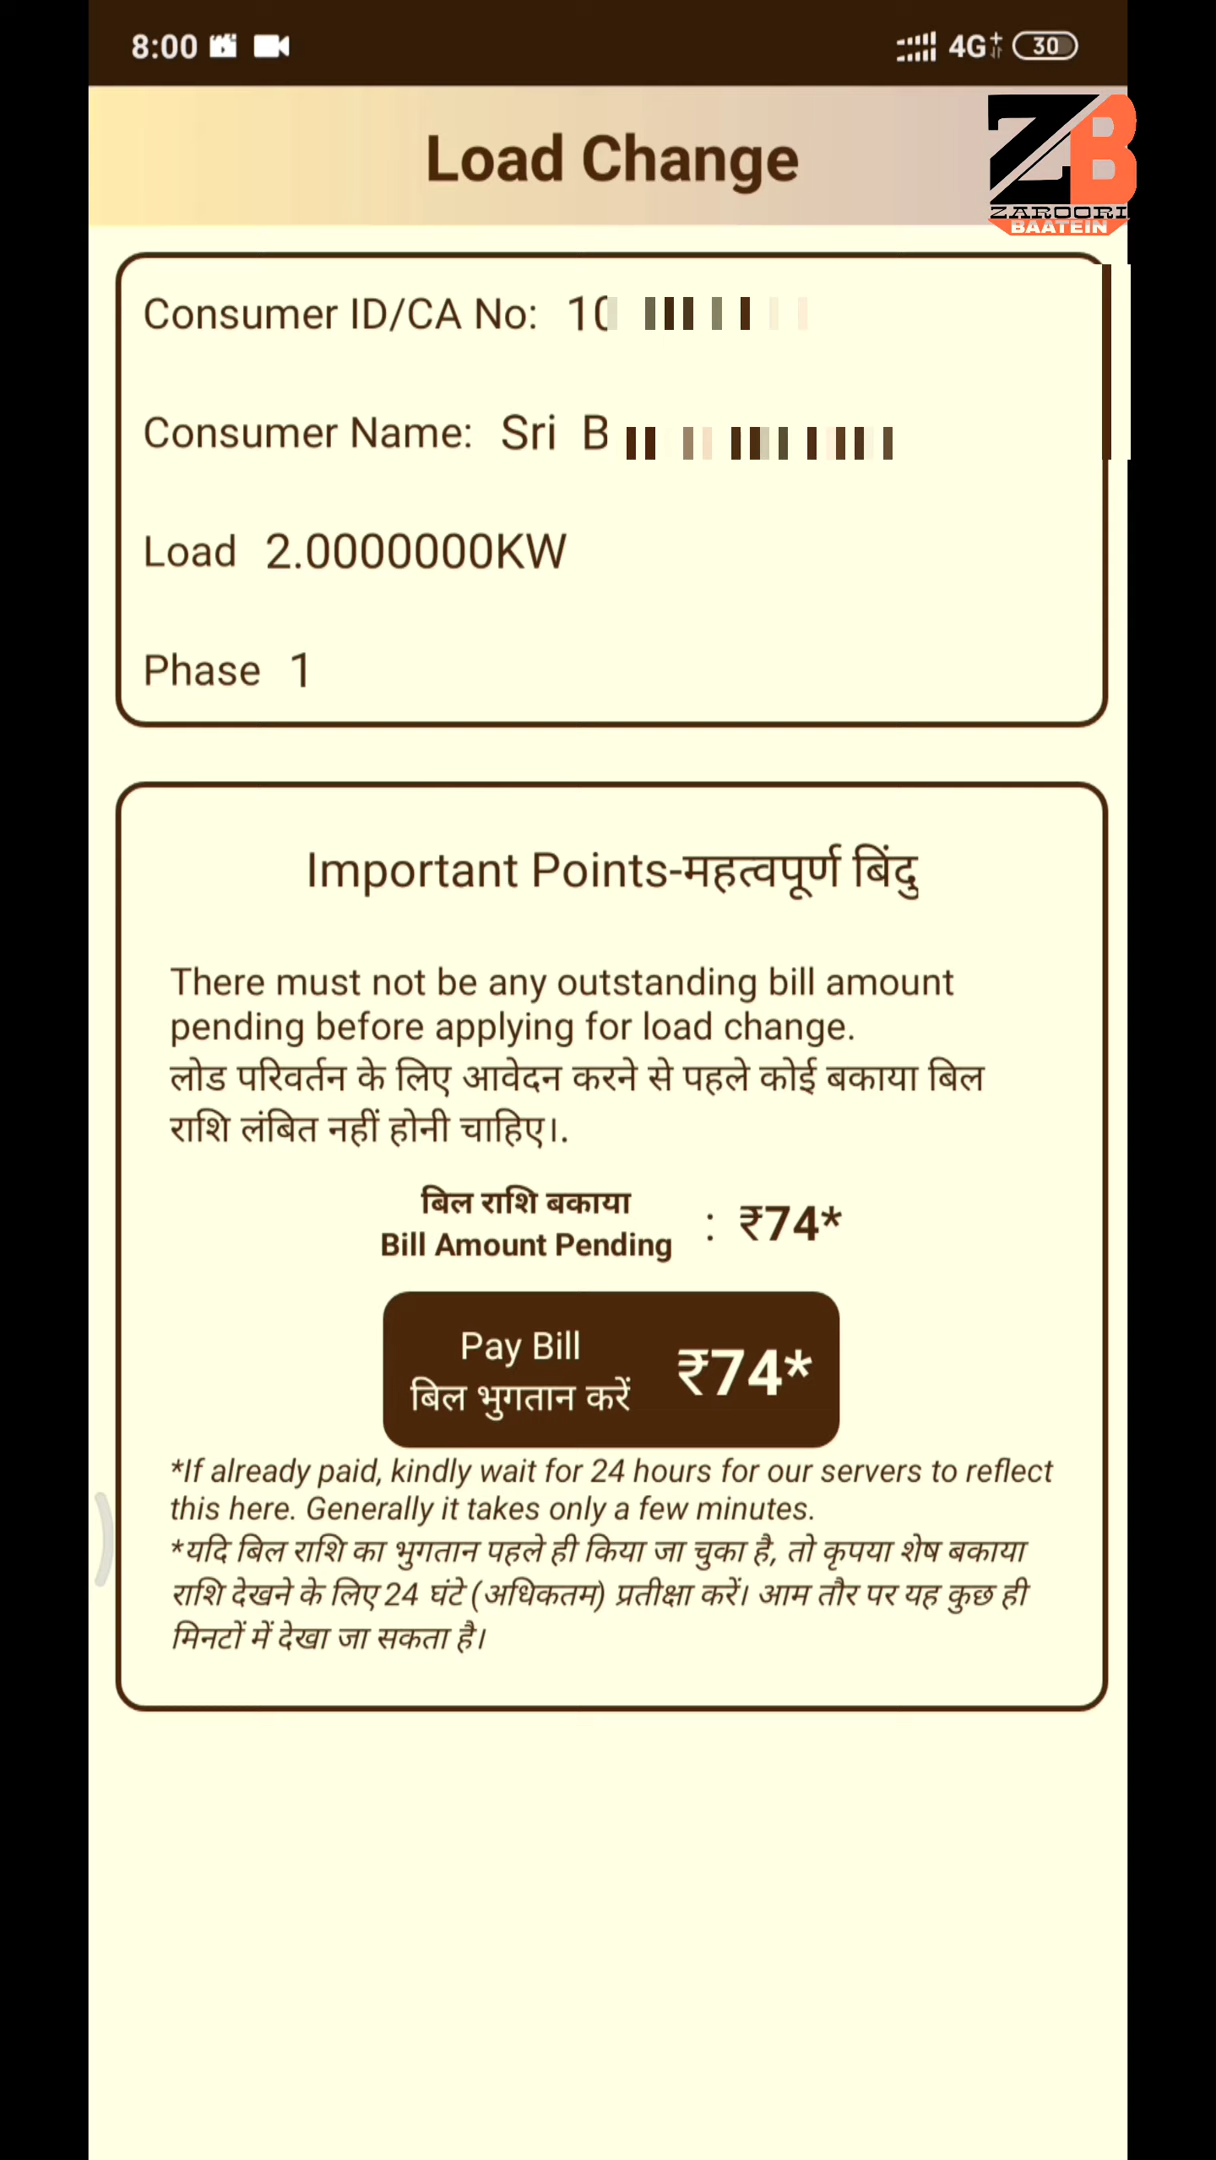 8:00 4G+ 30
Load Change
ZB
ZAROORI
BAATEIN
Consumer ID/CA No: 10
Consumer Name: Sri B
Load 2.0000000KW
Phase 1
Important Points-महत्वपूर्ण बिंदु
There must not be any outstanding bill amount
pending before applying for load change.
लोड परिवर्तन के लिए आवेदन करने से पहले कोई बकाया बिल
राशि लंबित नहीं होनी चाहिए।.
बिल राशि बकाया
Bill Amount Pending : ₹74*
Pay Bill
बिल भुगतान करें ₹74*
*If already paid, kindly wait for 24 hours for our servers to reflect
this here. Generally it takes only a few minutes.
*यदि बिल राशि का भुगतान पहले ही किया जा चुका है, तो कृपया शेष बकाया
राशि देखने के लिए 24 घंटे (अधिकतम) प्रतीक्षा करें। आम तौर पर यह कुछ ही
मिनटों में देखा जा सकता है।